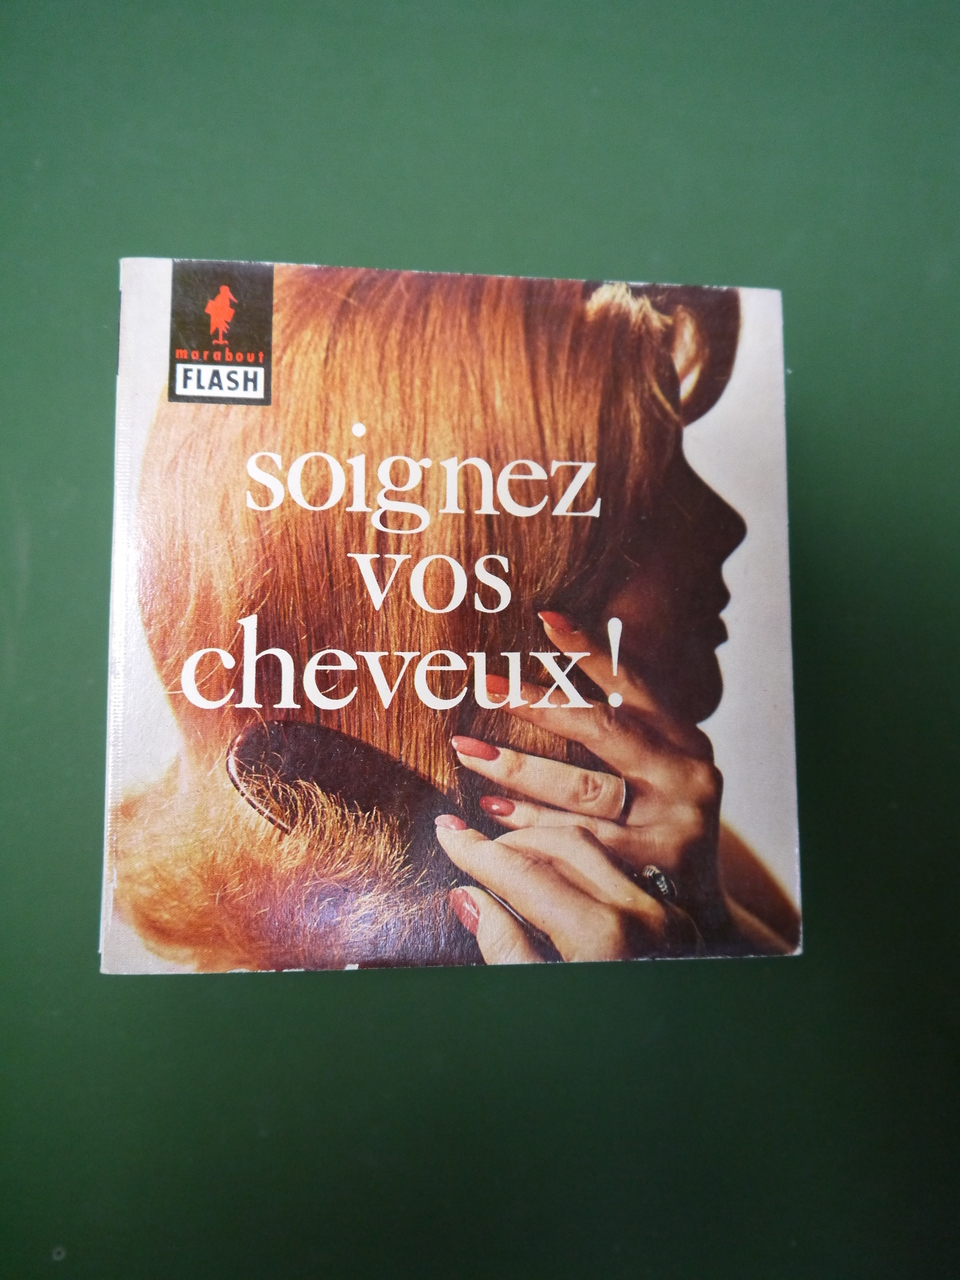 marabout
FLASH
soignez
vos
cheveux!